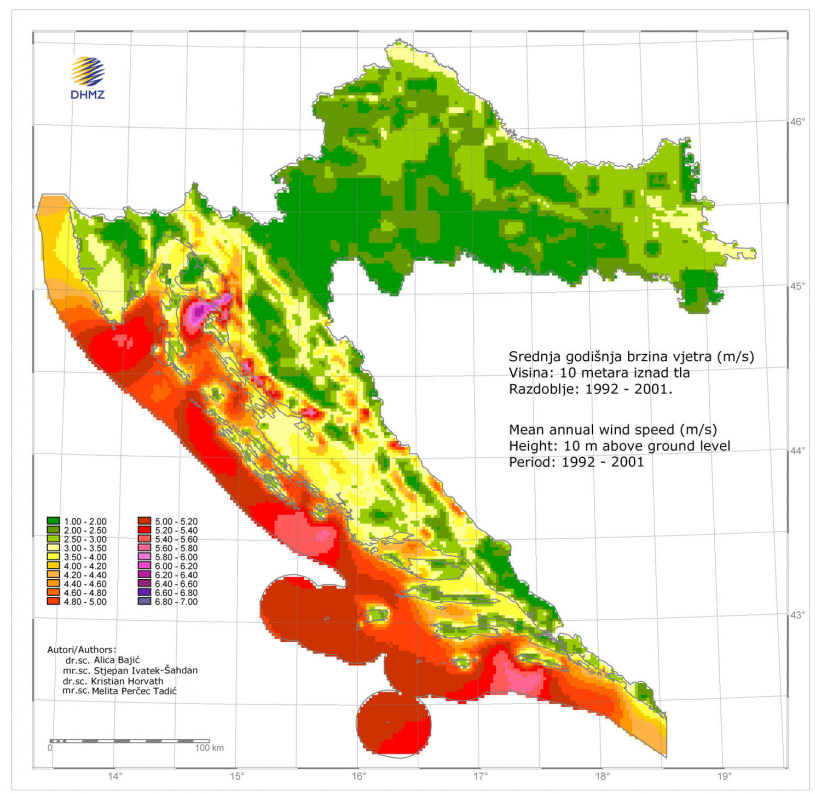 DHMZ
46°
45°
Srednja godišnja brzina vjetra (m/s)
Visina: 10 metara iznad tla
Razdoblje: 1992 - 2001.
Mean annual wind speed (m/s)
Height: 10 m above ground level
Period: 1992 - 2001
44°
1.00 - 2.00
2.00 - 2.50
2.50 - 3.00
3.00 - 3.50
3.50 - 4.00
4.00 - 4.20
4.20 - 4.40
4.40 - 4.60
4.60 - 4.80
4.80 - 5.00
5.00 - 5.20
5.20 - 5.40
5.40 - 5.60
5.60 - 5.80
5.80 - 6.00
6.00 - 6.20
6.20 - 6.40
6.40 - 6.60
6.60 - 6.80
6.80 - 7.00
43°
Autori/Authors:
dr.sc. Alica Bajić
mr.sc. Stjepan Ivatek-Šahdan
dr.sc. Kristian Horvath
mr.sc. Melita Perčec Tadić
0 100 km
14° 15° 16° 17° 18° 19°